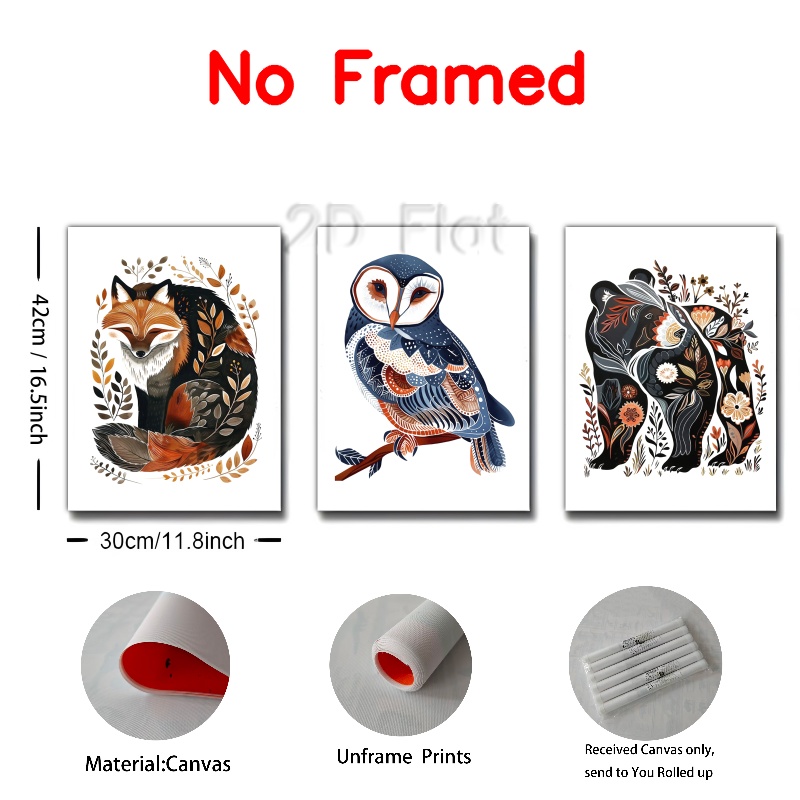 No Framed
2D Flat
42cm / 16.5inch
30cm/11.8inch
Material:Canvas
Unframe Prints
Received Canvas only,
send to You Rolled up